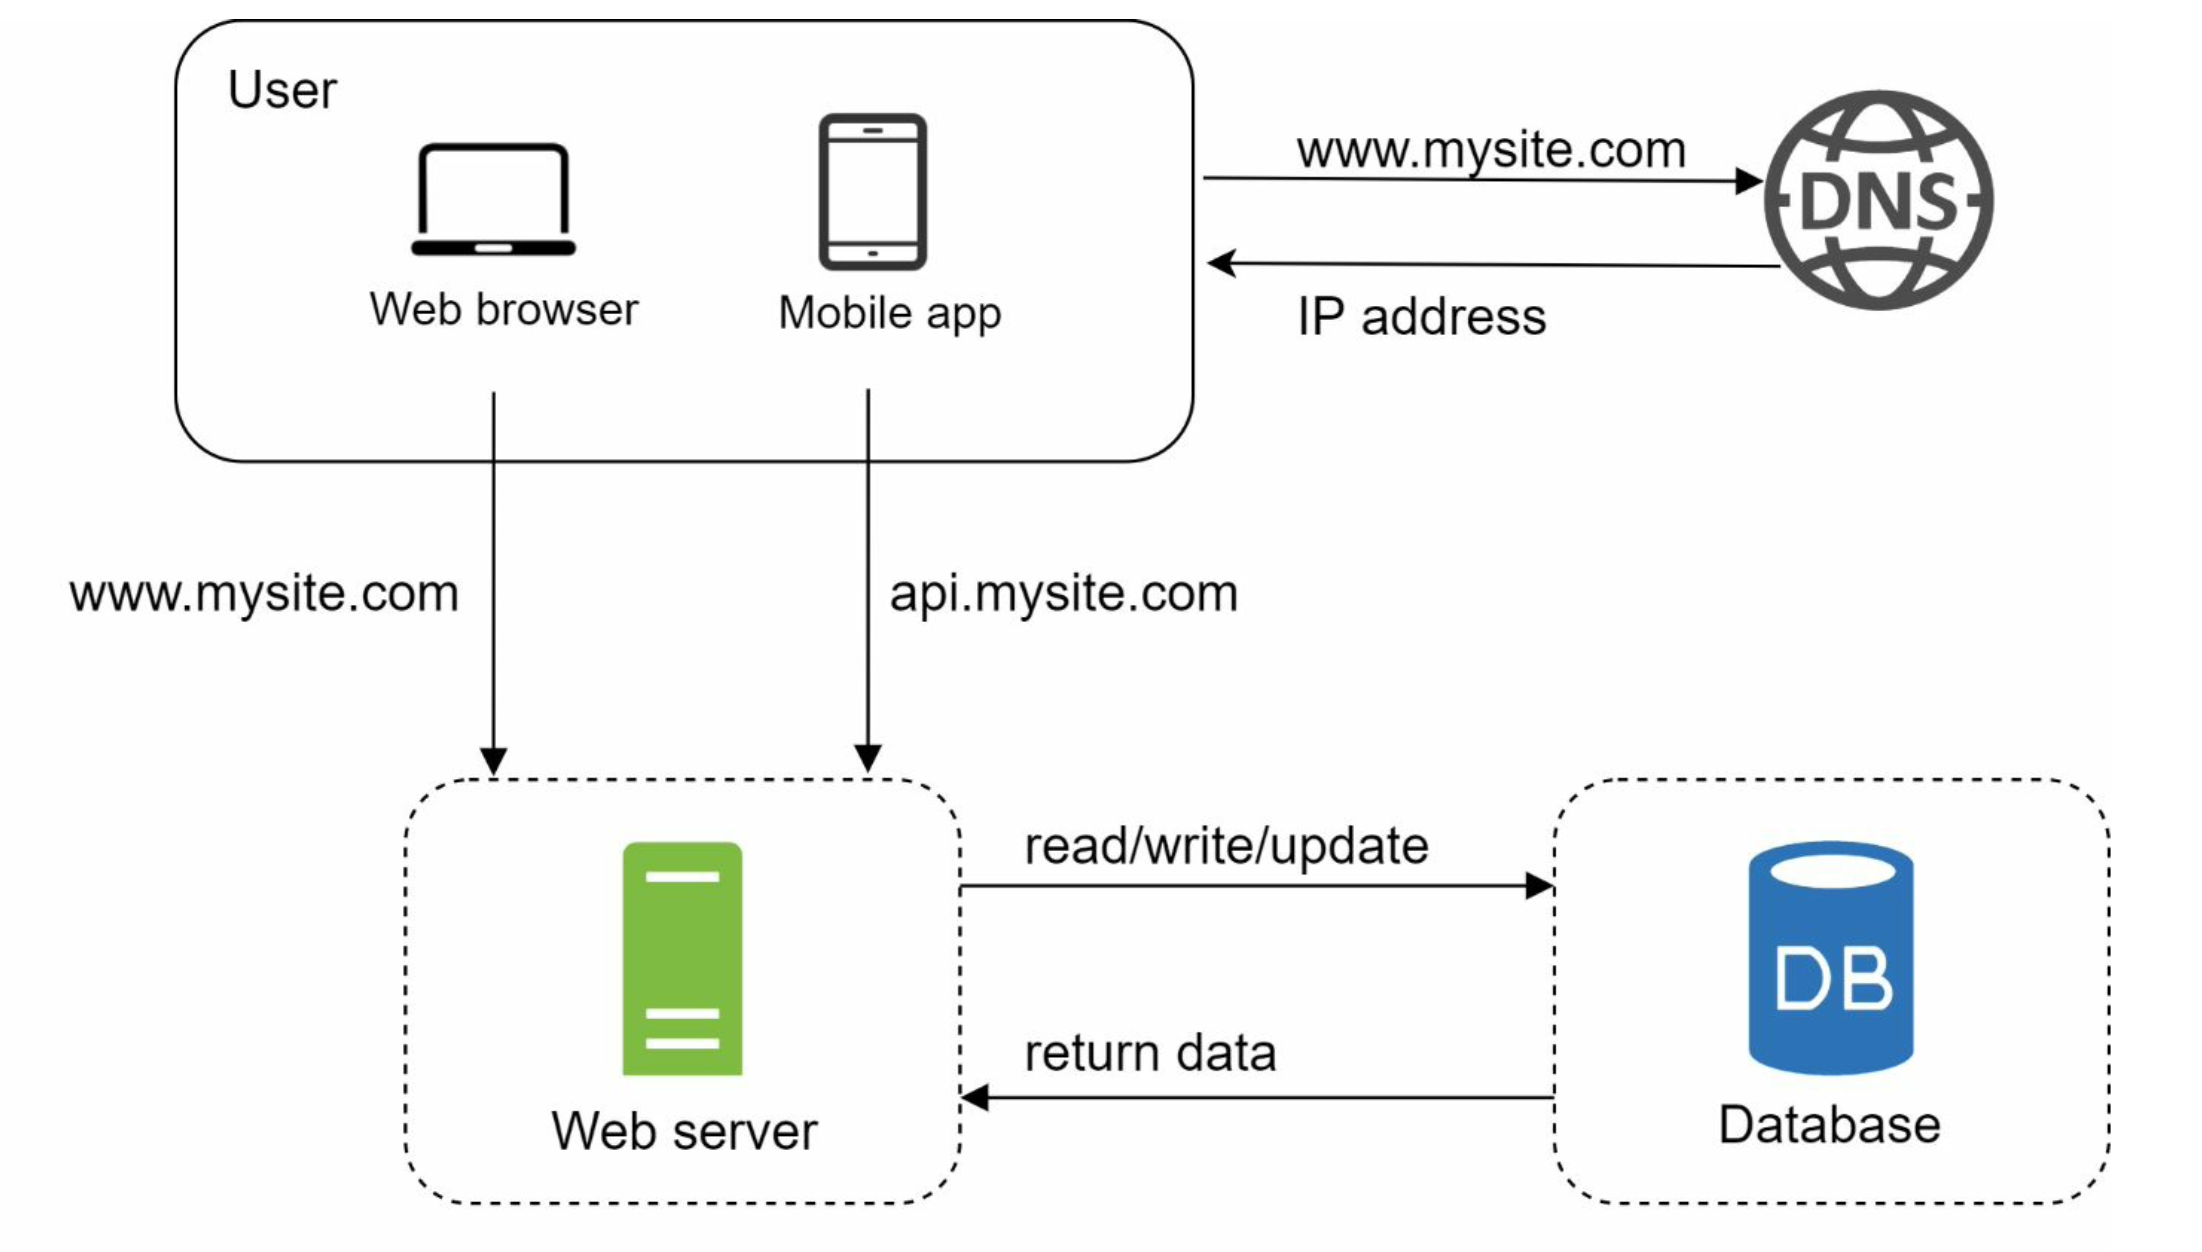 User
Web browser
Mobile app
www.mysite.com
DNS
IP address
www.mysite.com
api.mysite.com
read/write/update
return data
DB
Web server
Database